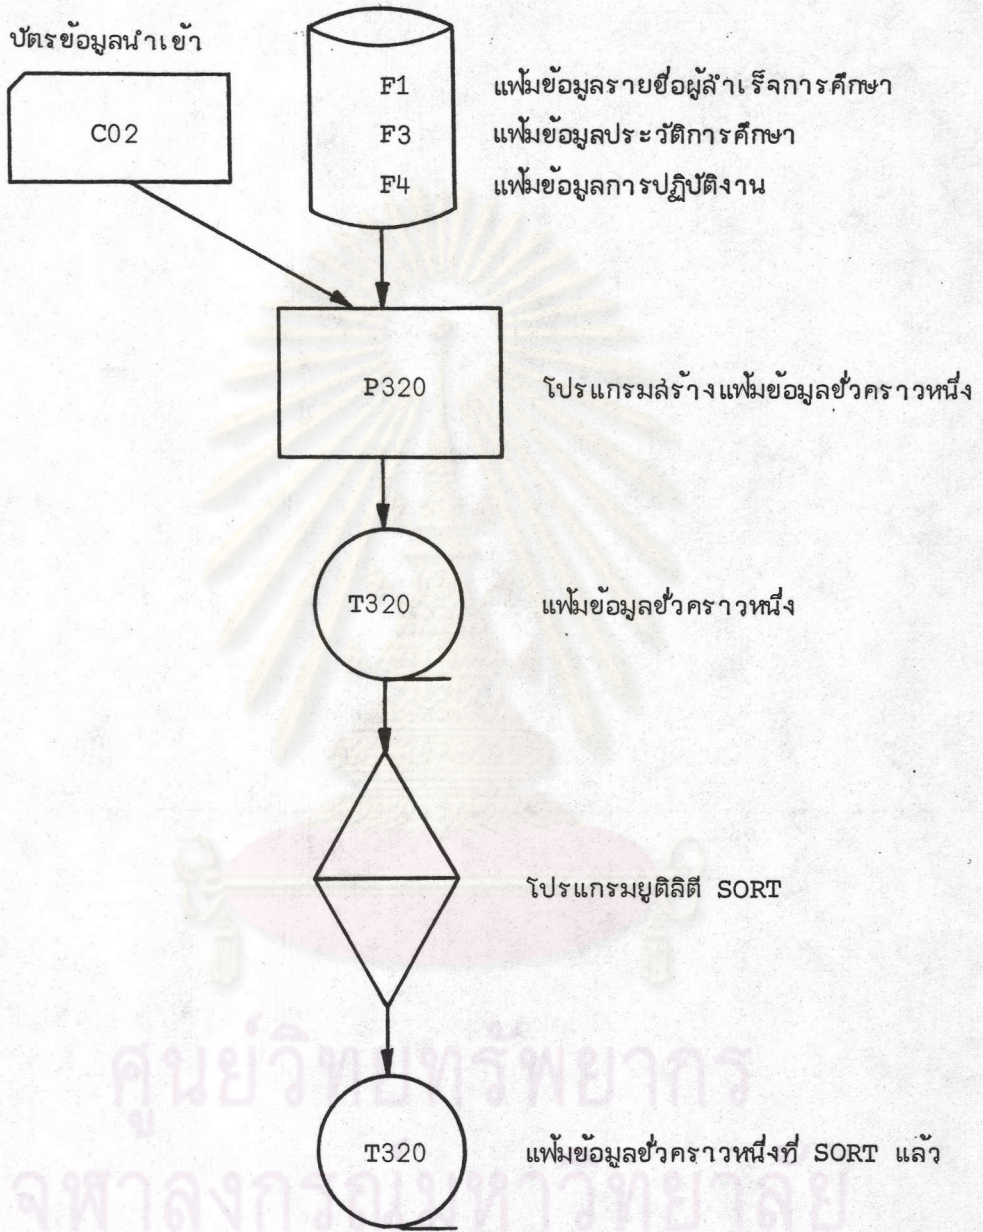 บัตรข้อมูลนำเข้า
C02
F1 แฟ้มข้อมูลรายชื่อผู้สำเร็จการศึกษา
F3 แฟ้มข้อมูลประวัติการศึกษา
F4 แฟ้มข้อมูลการปฏิบัติงาน
P320 โปรแกรมสร้างแฟ้มข้อมูลชั่วคราวหนึ่ง
T320 แฟ้มข้อมูลชั่วคราวหนึ่ง
โปรแกรมยูติลิตี SORT
T320 แฟ้มข้อมูลชั่วคราวหนึ่งที่ SORT แล้ว
ศูนย์วิทยทรัพยากร
จุฬาลงกรณ์มหาวิทยาลัย